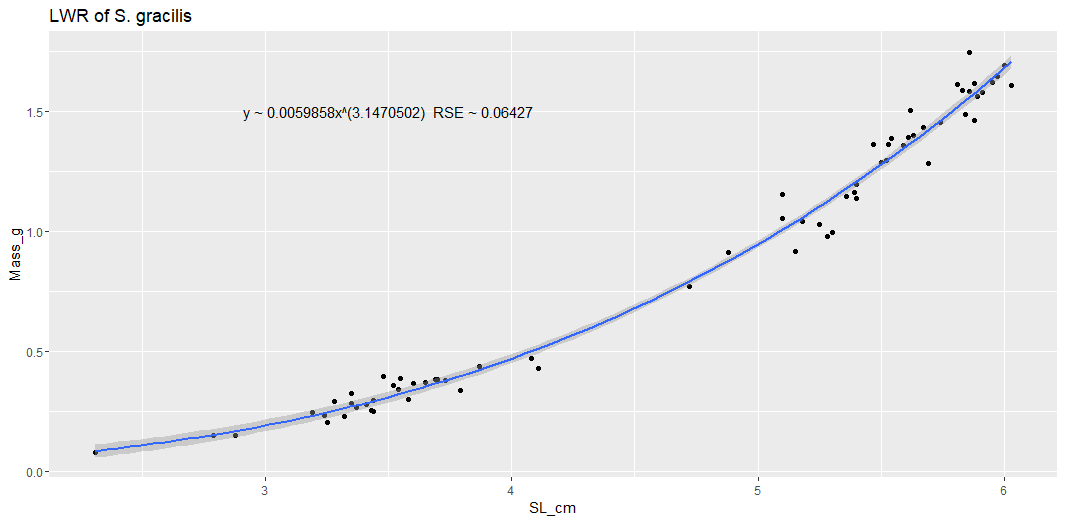 LWR of S. gracilis
y ~ 0.0059858x^(3.1470502)  RSE ~ 0.06427
Mass_g
1.5
1.0
0.5
0.0
3 4 5 6
SL_cm